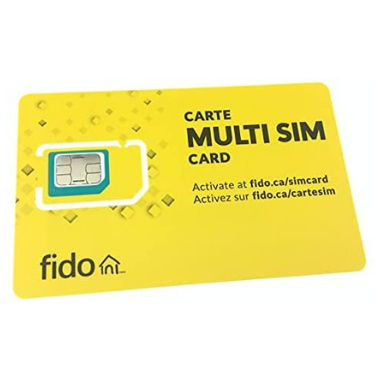 CARTE
MULTI SIM
CARD
Activate at fido.ca/simcard
Activez sur fido.ca/cartesim
fido